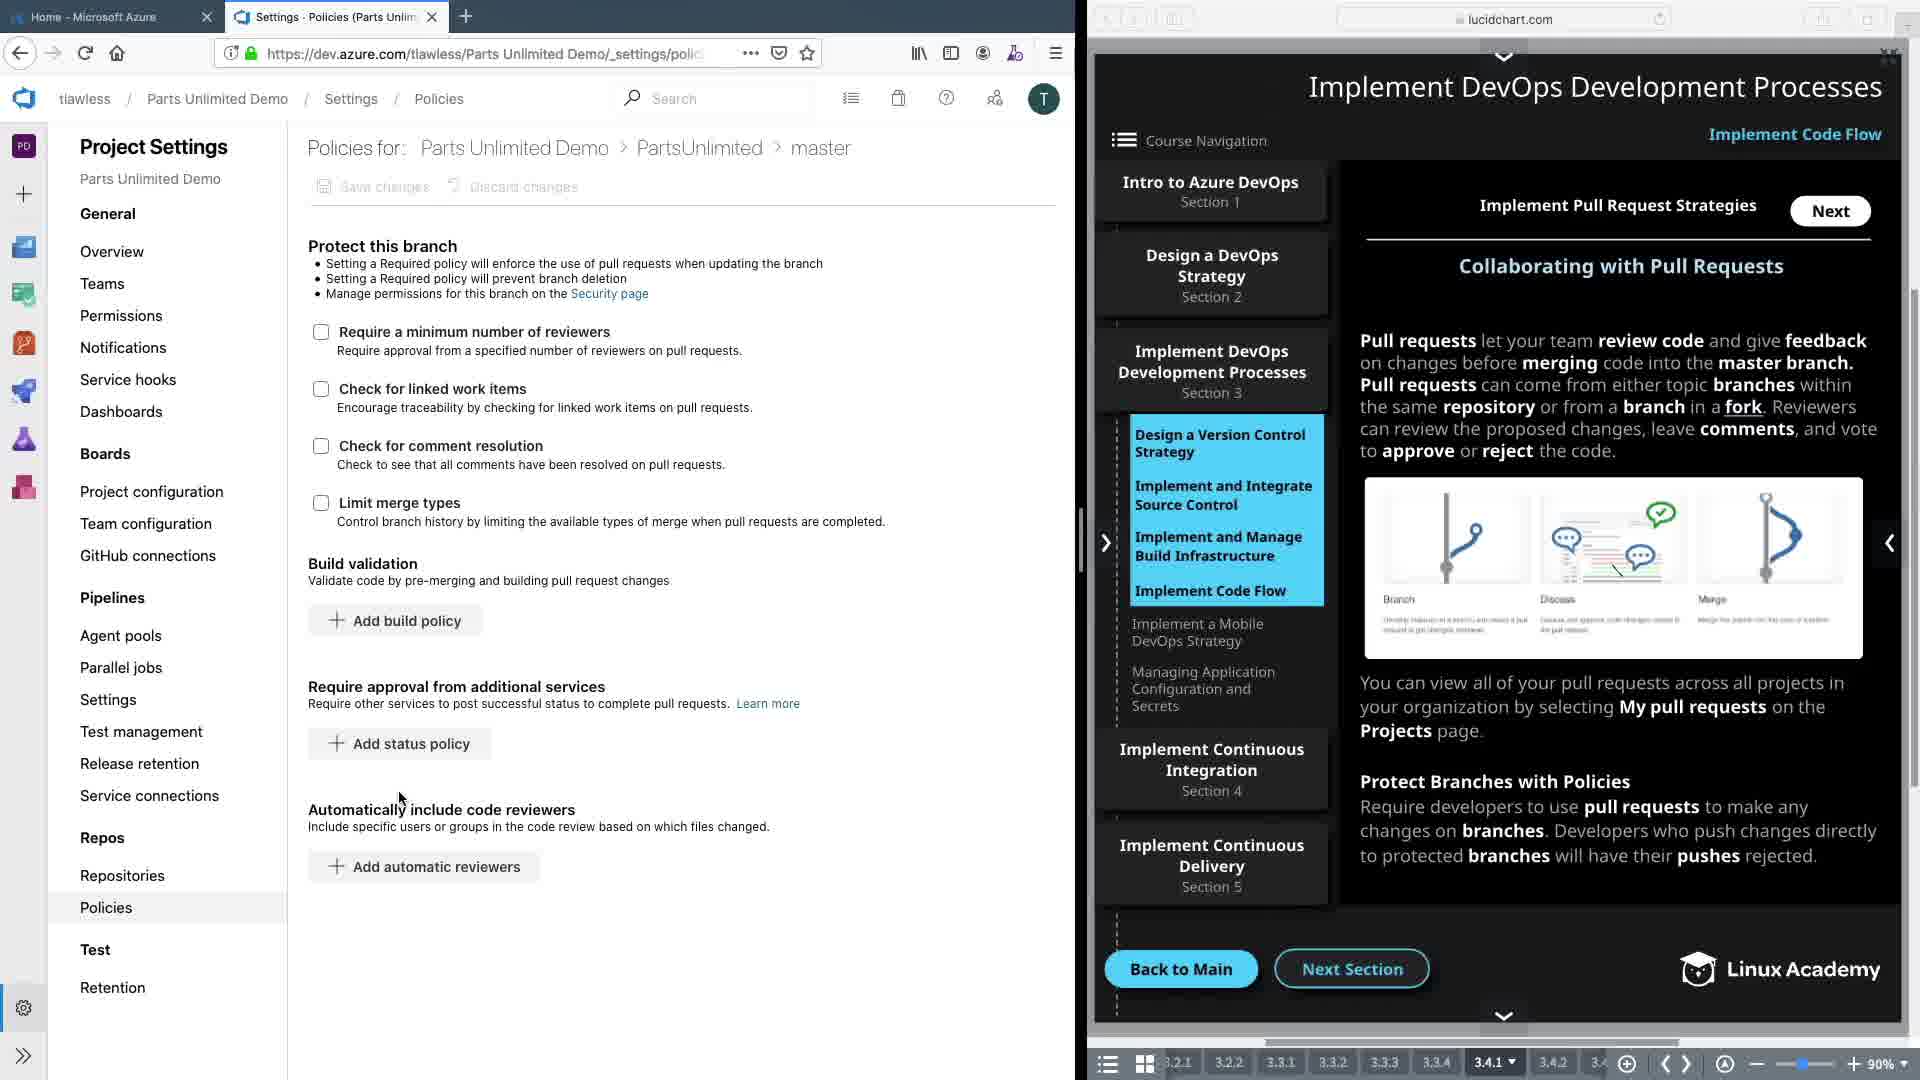 Home - Microsoft Azure
Settings · Policies (Parts Unlim
https://dev.azure.com/tlawless/Parts Unlimited Demo/_settings/polic
tlawless / Parts Unlimited Demo / Settings / Policies
Search
T
PD
Project Settings
Parts Unlimited Demo
General
Overview
Teams
Permissions
Notifications
Service hooks
Dashboards
Boards
Project configuration
Team configuration
GitHub connections
Pipelines
Agent pools
Parallel jobs
Settings
Test management
Release retention
Service connections
Repos
Repositories
Policies
Test
Retention
Policies for: Parts Unlimited Demo > PartsUnlimited > master
Save changes Discard changes
Protect this branch
• Setting a Required policy will enforce the use of pull requests when updating the branch
• Setting a Required policy will prevent branch deletion
• Manage permissions for this branch on the Security page
Require a minimum number of reviewers
Require approval from a specified number of reviewers on pull requests.
Check for linked work items
Encourage traceability by checking for linked work items on pull requests.
Check for comment resolution
Check to see that all comments have been resolved on pull requests.
Limit merge types
Control branch history by limiting the available types of merge when pull requests are completed.
Build validation
Validate code by pre-merging and building pull request changes
+ Add build policy
Require approval from additional services
Require other services to post successful status to complete pull requests. Learn more
+ Add status policy
Automatically include code reviewers
Include specific users or groups in the code review based on which files changed.
+ Add automatic reviewers
lucidchart.com
Implement DevOps Development Processes
Course Navigation
Implement Code Flow
Intro to Azure DevOps
Section 1
Design a DevOps
Strategy
Section 2
Implement DevOps
Development Processes
Section 3
Design a Version Control
Strategy
Implement and Integrate
Source Control
Implement and Manage
Build Infrastructure
Implement Code Flow
Implement a Mobile
DevOps Strategy
Managing Application
Configuration and
Secrets
Implement Continuous
Integration
Section 4
Implement Continuous
Delivery
Section 5
Implement Pull Request Strategies
Next
Collaborating with Pull Requests
Pull requests let your team review code and give feedback
on changes before merging code into the master branch.
Pull requests can come from either topic branches within
the same repository or from a branch in a fork. Reviewers
can review the proposed changes, leave comments, and vote
to approve or reject the code.
Branch
Discuss
Merge
You can view all of your pull requests across all projects in
your organization by selecting My pull requests on the
Projects page.
Protect Branches with Policies
Require developers to use pull requests to make any
changes on branches. Developers who push changes directly
to protected branches will have their pushes rejected.
Back to Main
Next Section
Linux Academy
3.2.1 3.2.2 3.3.1 3.3.2 3.3.3 3.3.4 3.4.1 3.4.2 3.4
90%